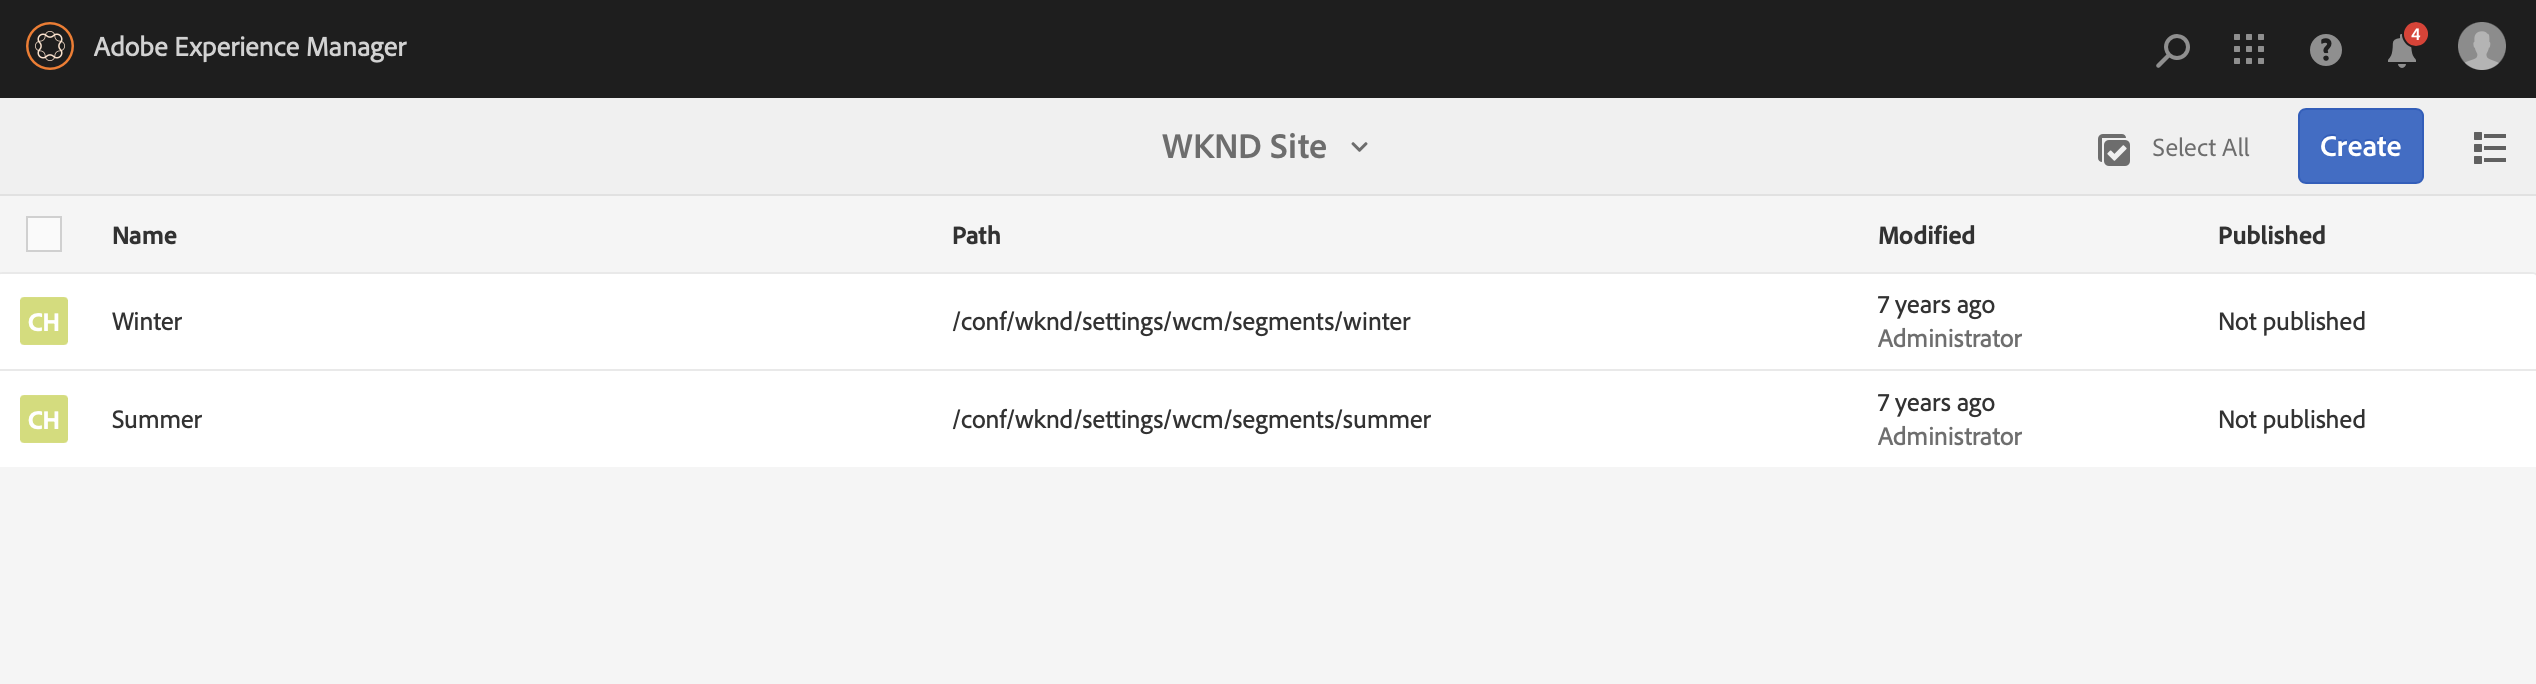 Adobe Experience Manager
4
WKND Site
Select All
Create
Name Path Modified Published
CH Winter /conf/wknd/settings/wcm/segments/winter 7 years ago Not published
Administrator
CH Summer /conf/wknd/settings/wcm/segments/summer 7 years ago Not published
Administrator